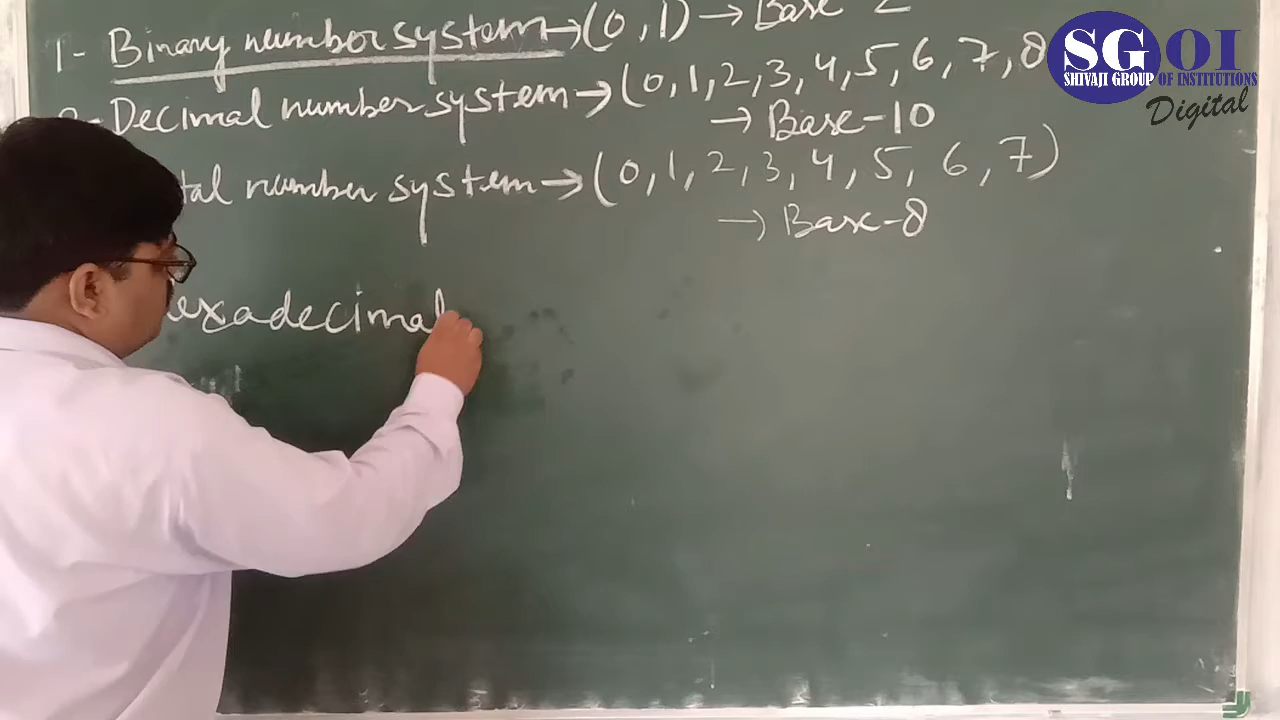 1- Binary number system → (0, 1) → Base 2
2- Decimal number system → (0, 1, 2, 3, 4, 5, 6, 7, 8
→ Base-10
tal number system → (0, 1, 2, 3, 4, 5, 6, 7)
→ Base-8
exadecimal
SGOI
SHIVAJI GROUP OF INSTITUTIONS
Digital